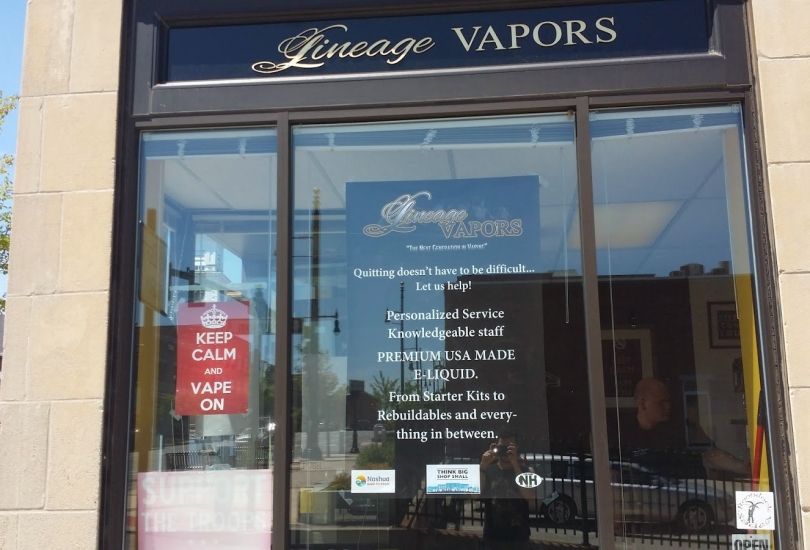 Lineage VAPORS
Lineage
VAPORS
"The Next Generation in Vaping"
Quitting doesn't have to be difficult...
Let us help!
Personalized Service
Knowledgeable staff
PREMIUM USA MADE
E-LIQUID.
From Starter Kits to
Rebuildables and every-
thing in between.
KEEP
CALM
AND
VAPE
ON
THE TROOPS
Nashua
THINK BIG
SHOP SMALL
NH
OPEN